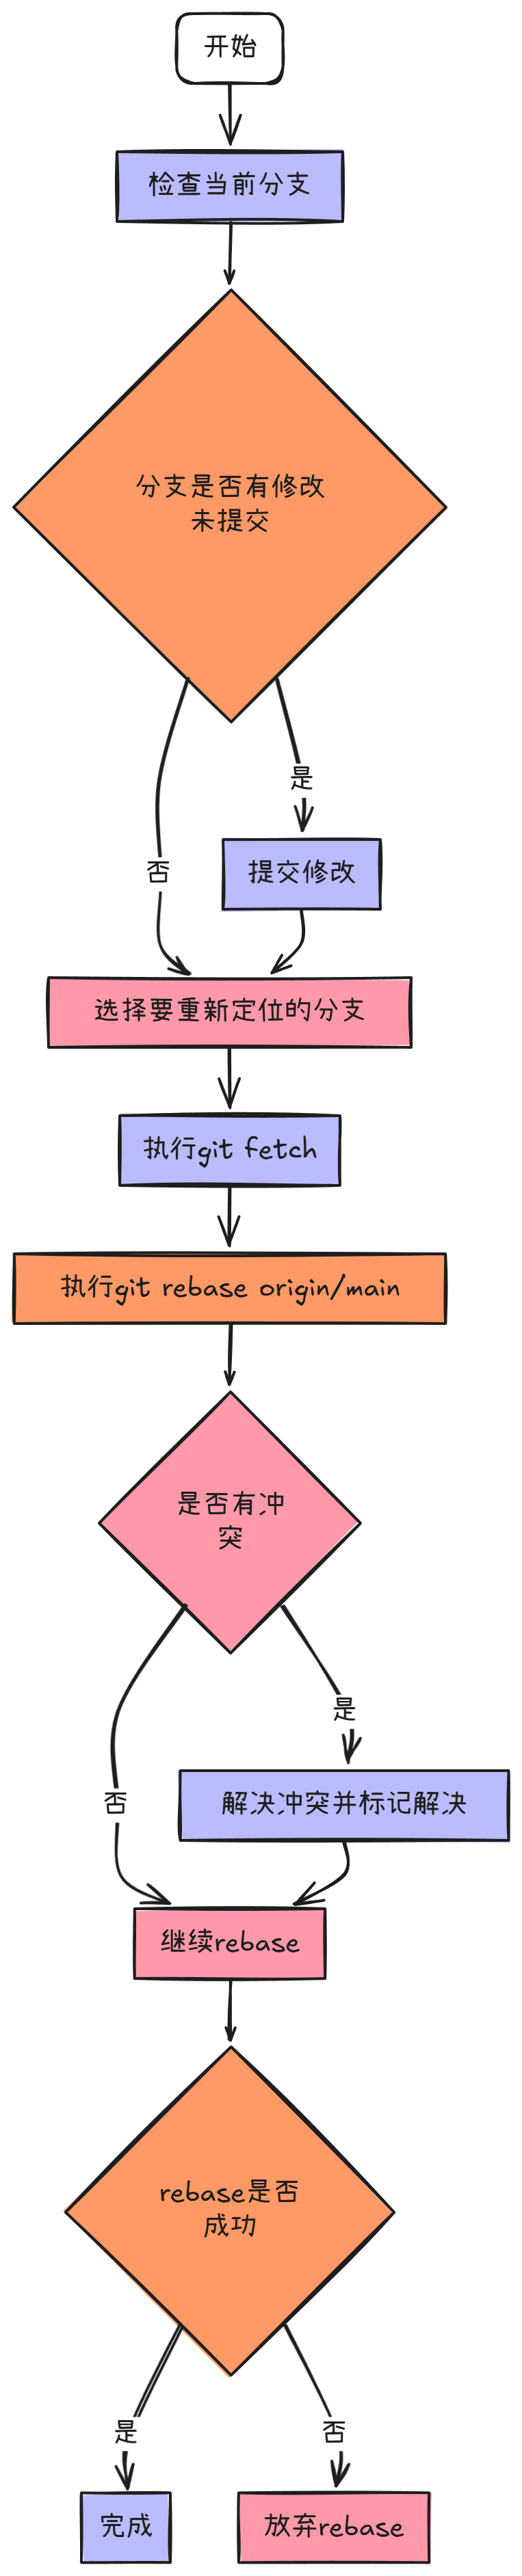 开始
检查当前分支
分支是否有修改
未提交
是
提交修改
否
选择要重新定位的分支
执行git fetch
执行git rebase origin/main
是否有冲
突
是
否
解决冲突并标记解决
继续rebase
rebase是否
成功
是
否
完成
放弃rebase